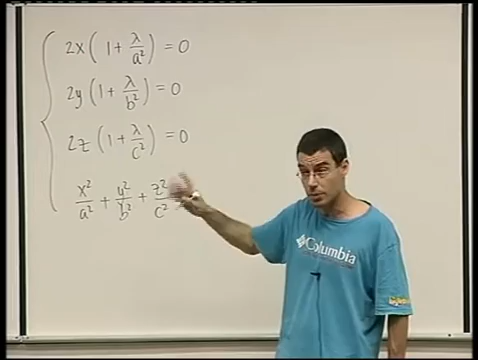 2x(1+λ/a²)=0
2y(1+λ/b²)=0
2z(1+λ/c²)=0
x²/a²+y²/b²+z²/c²
Columbia